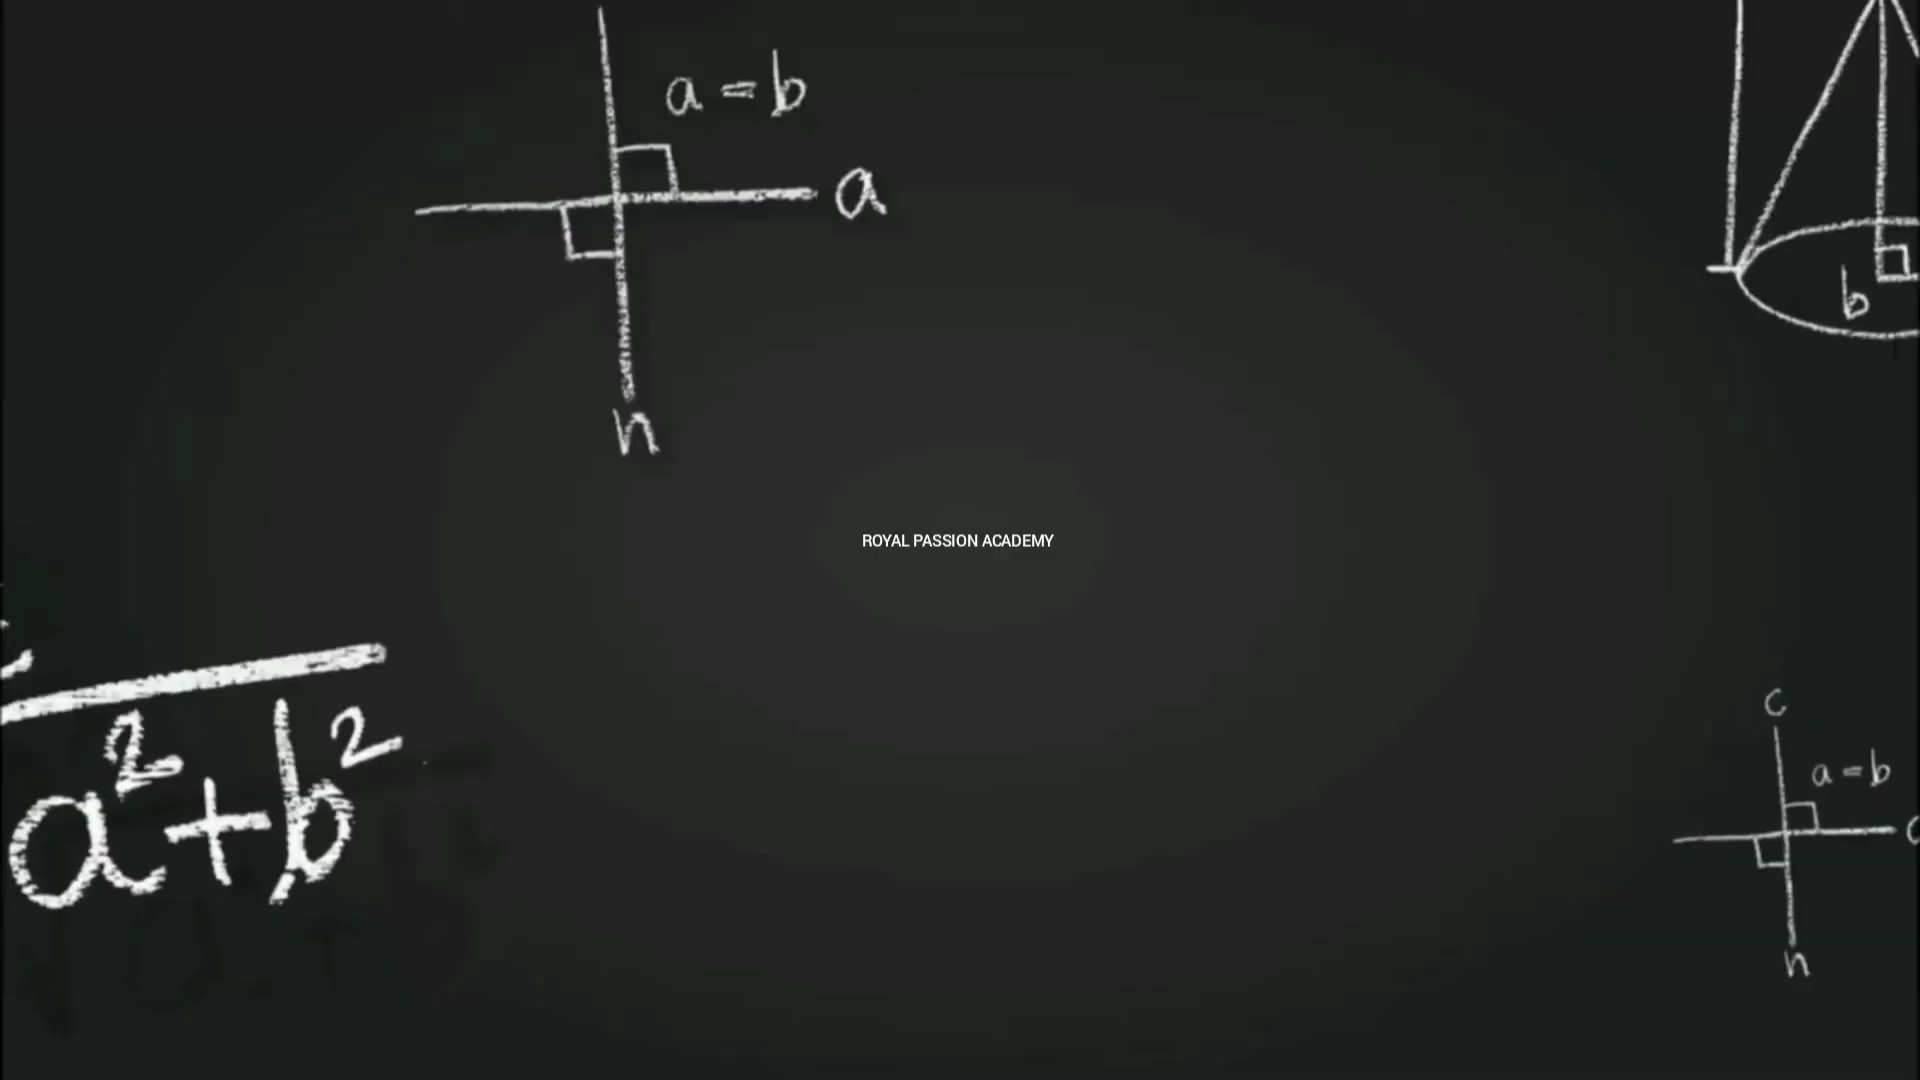 a = b
a
n
b
ROYAL PASSION ACADEMY
a²+b²
c
a = b
n